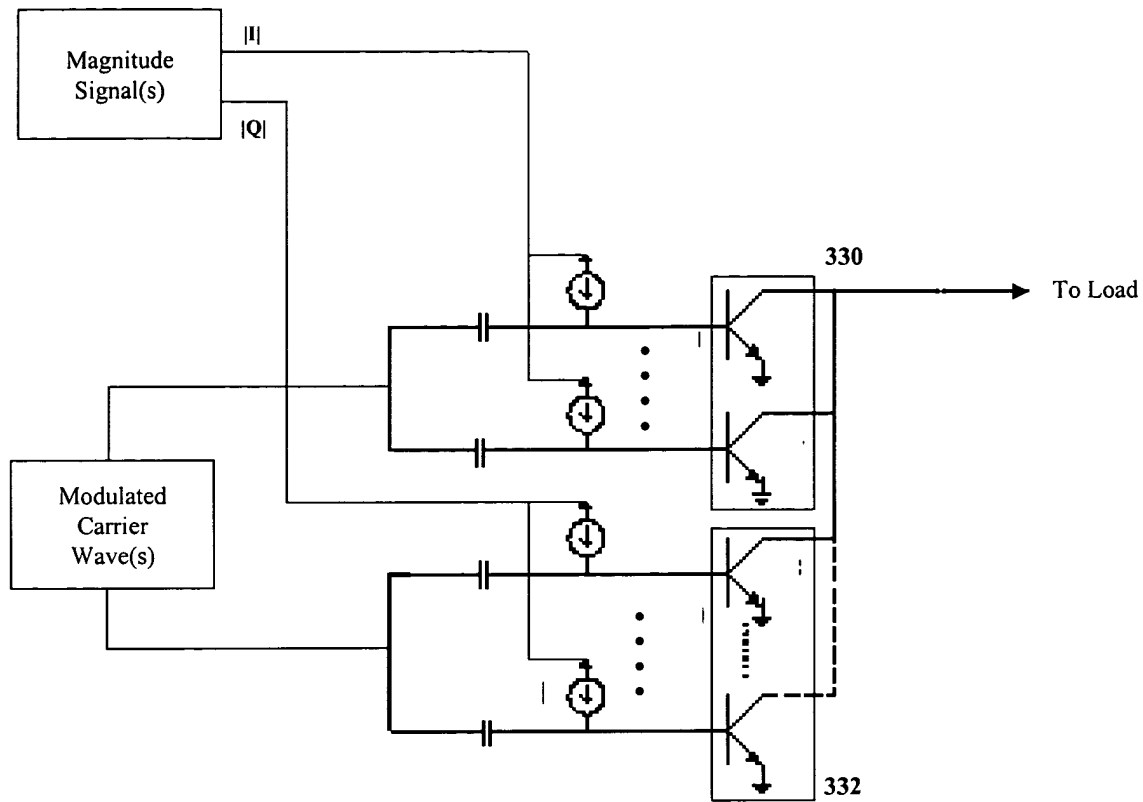 |I|
Magnitude
Signal(s)
|Q|
330
To Load
Modulated
Carrier
Wave(s)
332